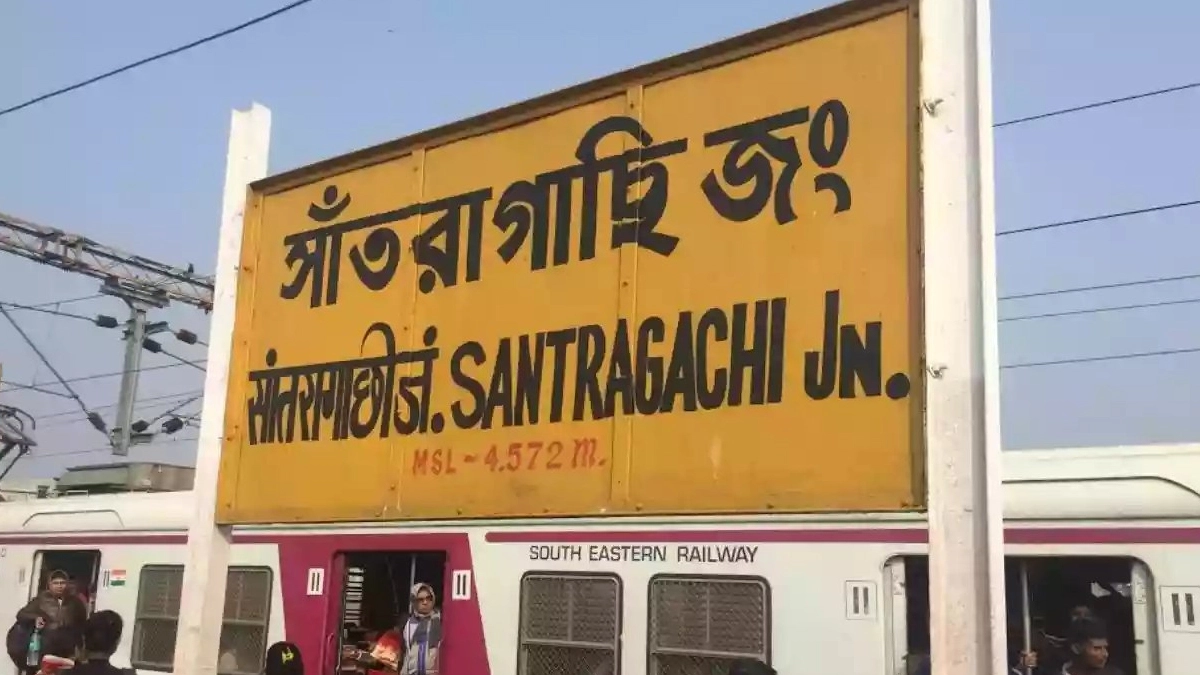 সাঁতরাগাছি জং
सांतरागाछी जं. SANTRAGACHI JN.
MSL ~ 4.572 m.
SOUTH EASTERN RAILWAY